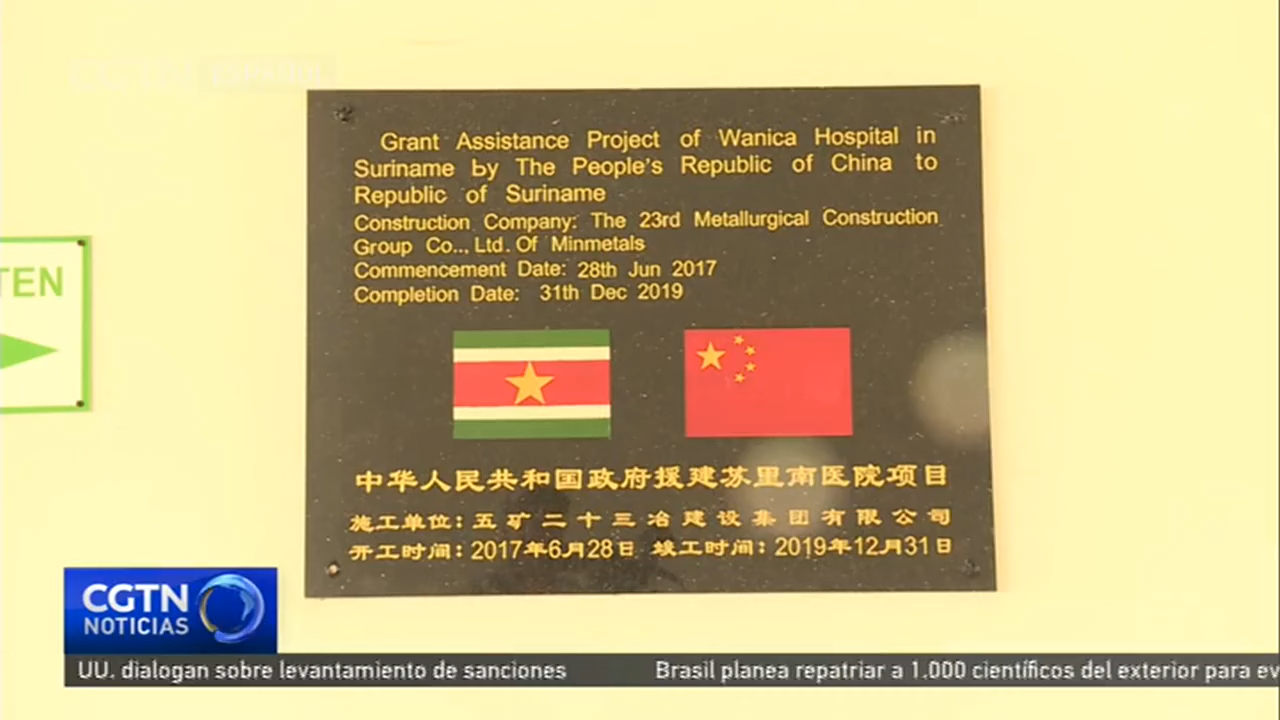 Grant Assistance Project of Wanica Hospital in
Suriname by The People's Republic of China to
Republic of Suriname
Construction Company: The 23rd Metallurgical Construction
Group Co.,, Ltd. Of Minmetals
Commencement Date: 28th Jun 2017
Completion Date: 31th Dec 2019
TEN
中华人民共和国政府援建苏里南医院项目
施工单位：五矿二十三冶建设集团有限公司
开工时间：2017年6月28日 竣工时间：2019年12月31日
CGTN
NOTICIAS
UU. dialogan sobre levantamiento de sanciones Brasil planea repatriar a 1.000 científicos del exterior para ev